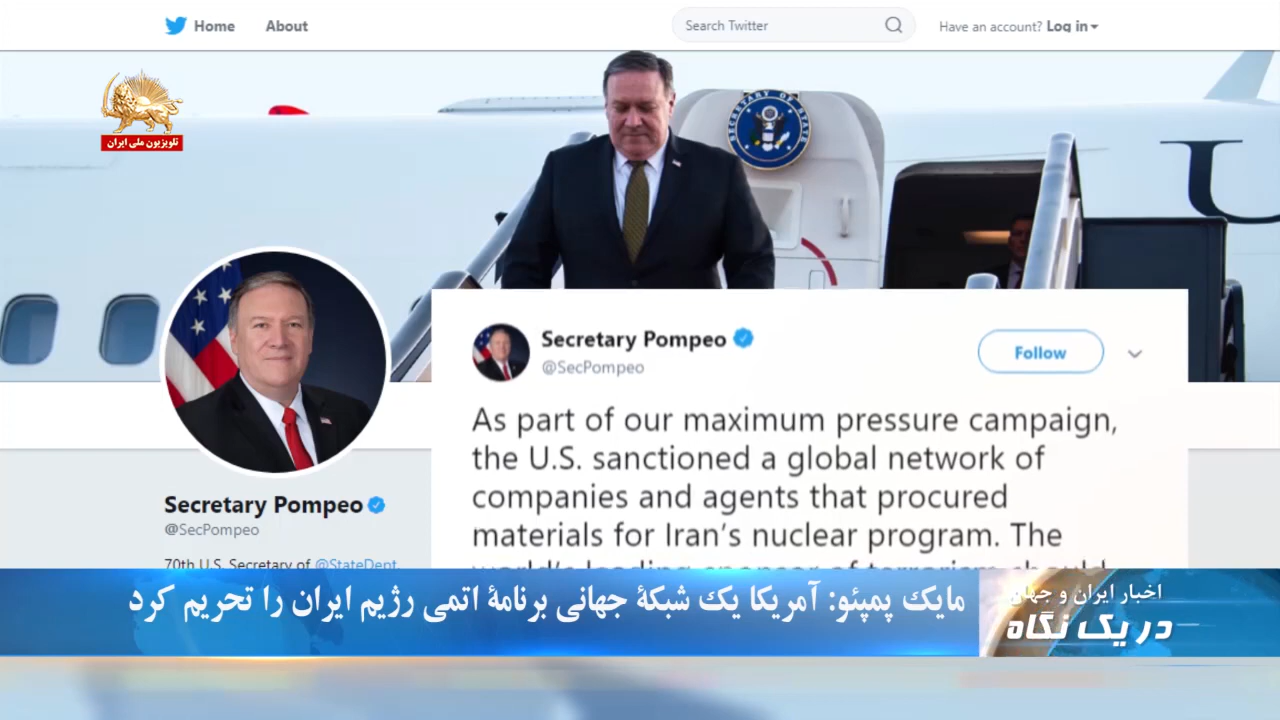 Home
About
Search Twitter
Have an account? Log in
تلویزیون ملی ایران
SECRETARY OF STATE
U
Secretary Pompeo
@SecPompeo
Follow
As part of our maximum pressure campaign,
the U.S. sanctioned a global network of
companies and agents that procured
materials for Iran's nuclear program. The
Secretary Pompeo
@SecPompeo
70th U.S. Secretary of @StateDept
مایک پمپئو: آمریکا یک شبکهٔ جهانی برنامهٔ اتمی رژیم ایران را تحریم کرد
اخبار ایران و جهان
در یک نگاه